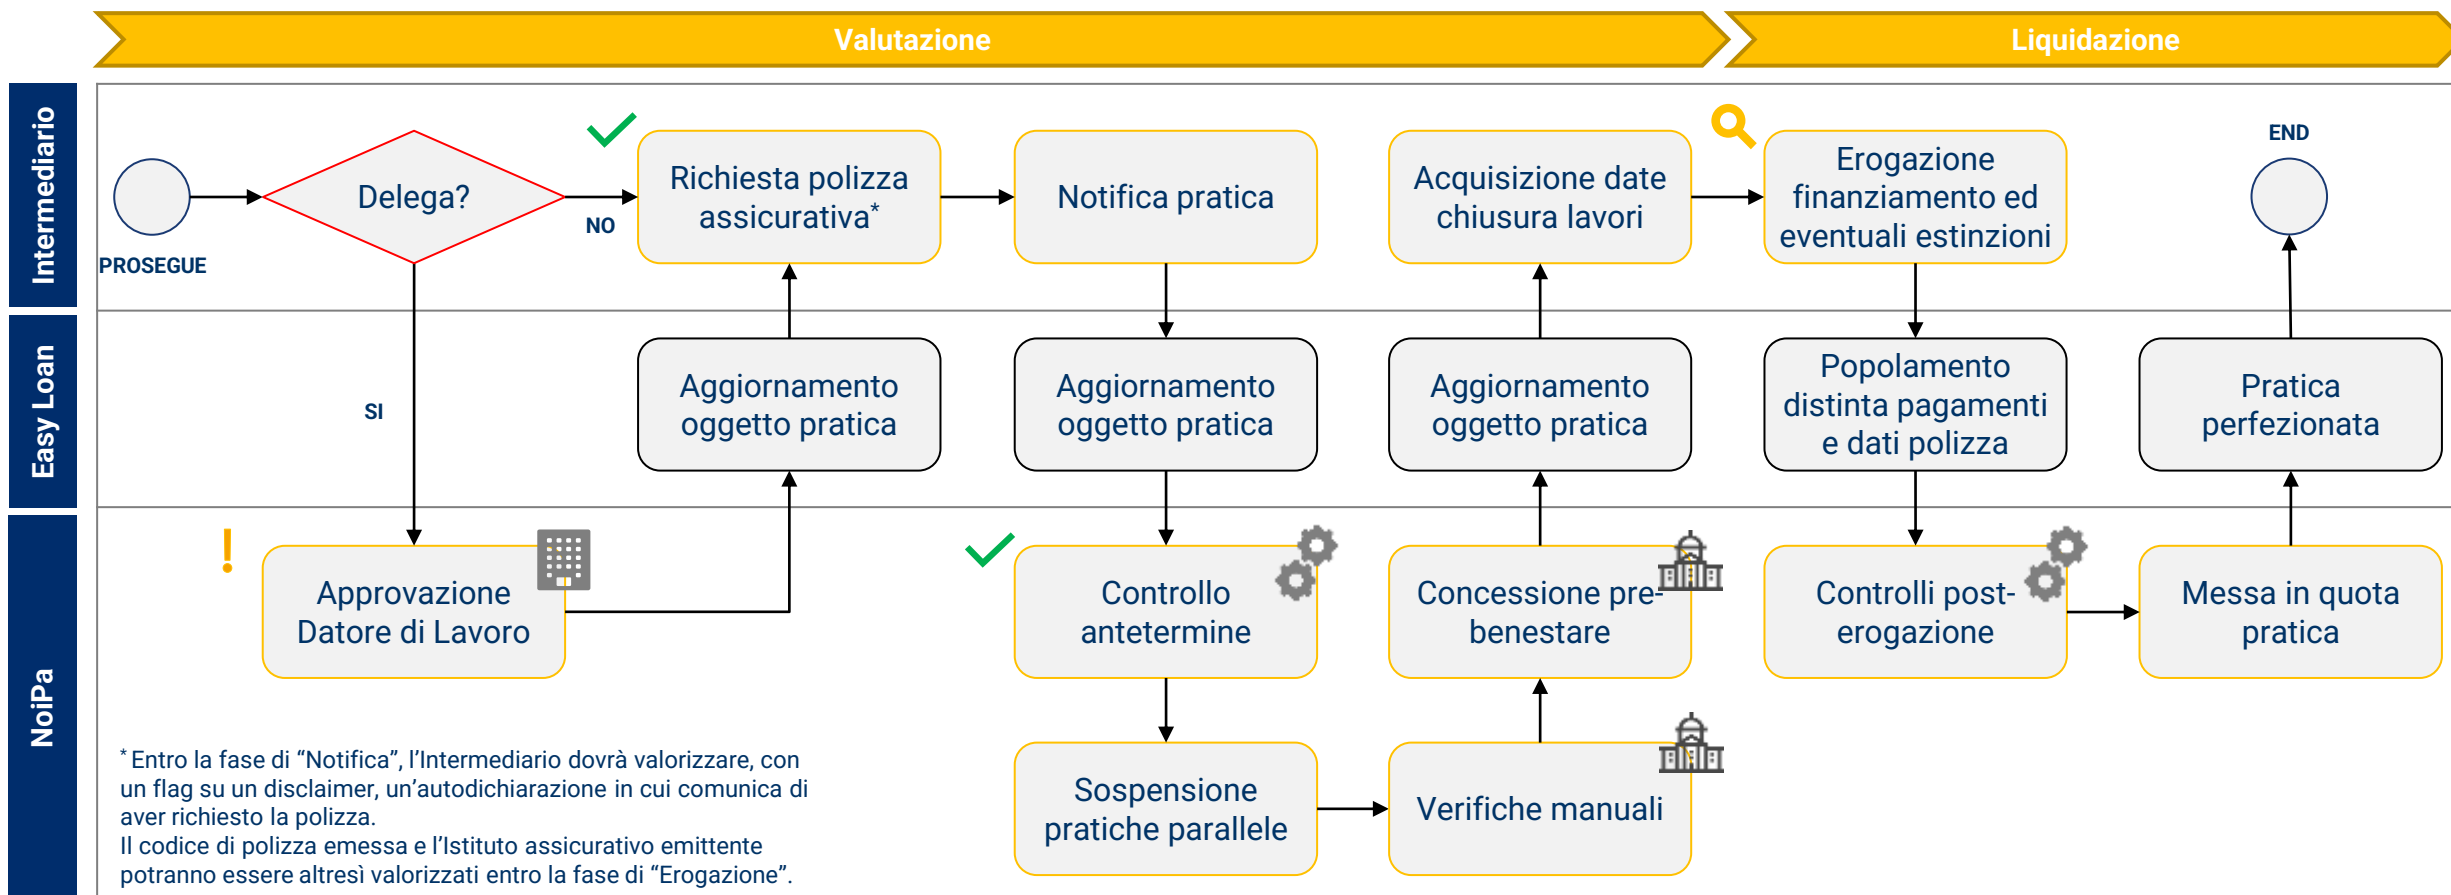 Valutazione
Liquidazione
Intermediario
PROSEGUE
Delega?
NO
SI
Richiesta polizza
assicurativa*
Notifica pratica
Acquisizione date
chiusura lavori
Erogazione
finanziamento ed
eventuali estinzioni
END
Easy Loan
Aggiornamento
oggetto pratica
Aggiornamento
oggetto pratica
Aggiornamento
oggetto pratica
Popolamento
distinta pagamenti
e dati polizza
Pratica
perfezionata
NoiPa
!
Approvazione
Datore di Lavoro
Controllo
antetermine
Concessione pre-
benestare
Controlli post-
erogazione
Messa in quota
pratica
Sospensione
pratiche parallele
Verifiche manuali
* Entro la fase di “Notifica”, l’Intermediario dovrà valorizzare, con
un flag su un disclaimer, un’autodichiarazione in cui comunica di
aver richiesto la polizza.
Il codice di polizza emessa e l’Istituto assicurativo emittente
potranno essere altresì valorizzati entro la fase di “Erogazione”.